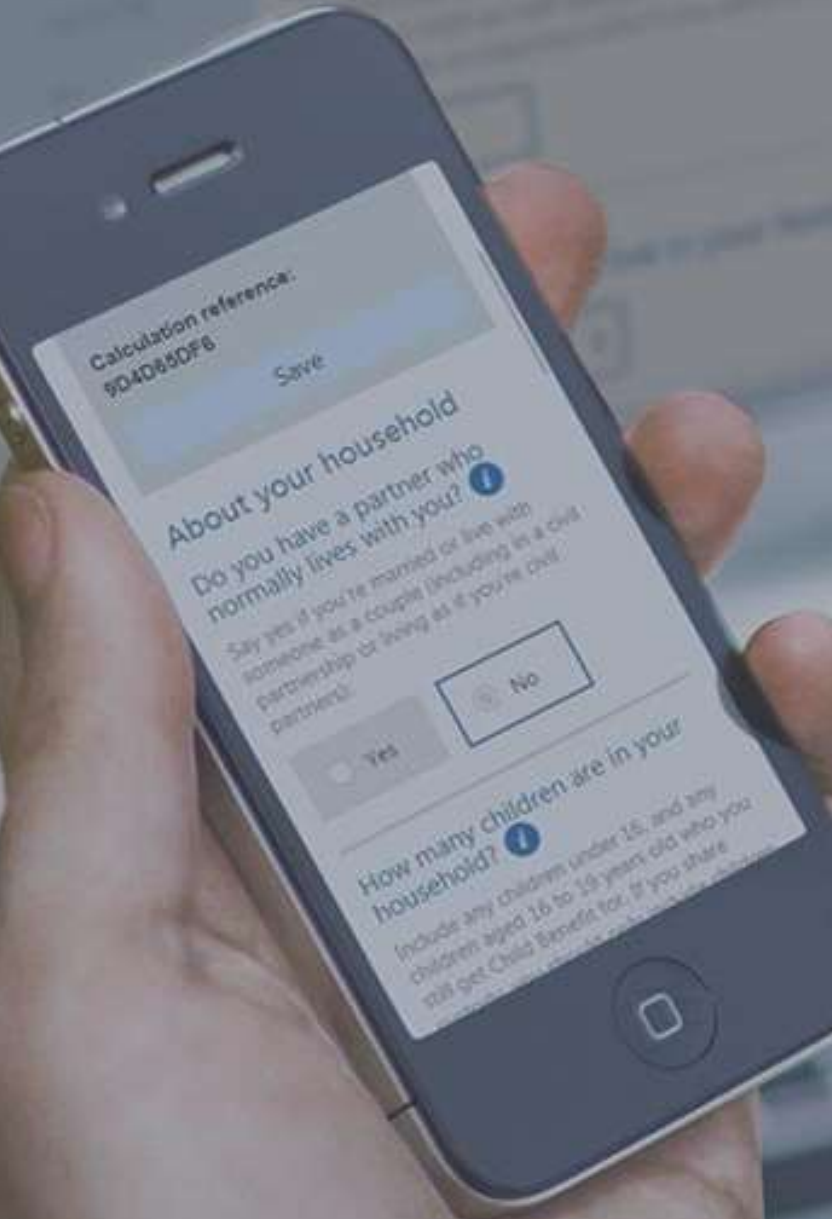 Calculation reference:
9D4D65DF6
Save
About your household
Do you have a partner who
normally lives with you?
Say yes if you're married or live with
someone as a couple (including in a civil
partnership or living as if you're civil
partners).
Yes
No
How many children are in your
household?
Include any children under 16, and any
children aged 16 to 19 years old who you
still get Child Benefit for. If you share